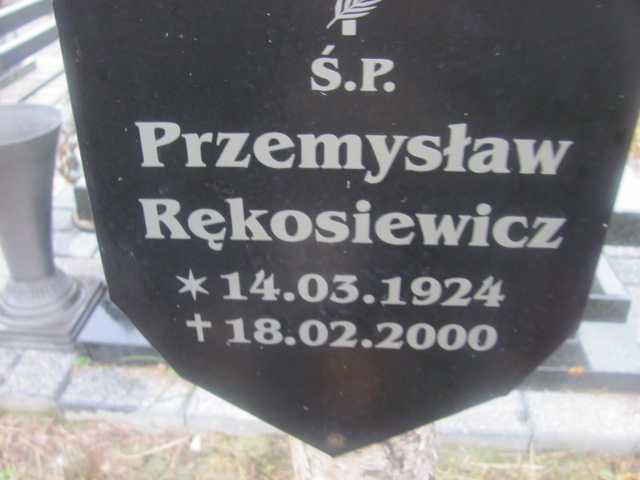 Ś.P.
Przemysław
Rękosiewicz
* 14.03.1924
† 18.02.2000